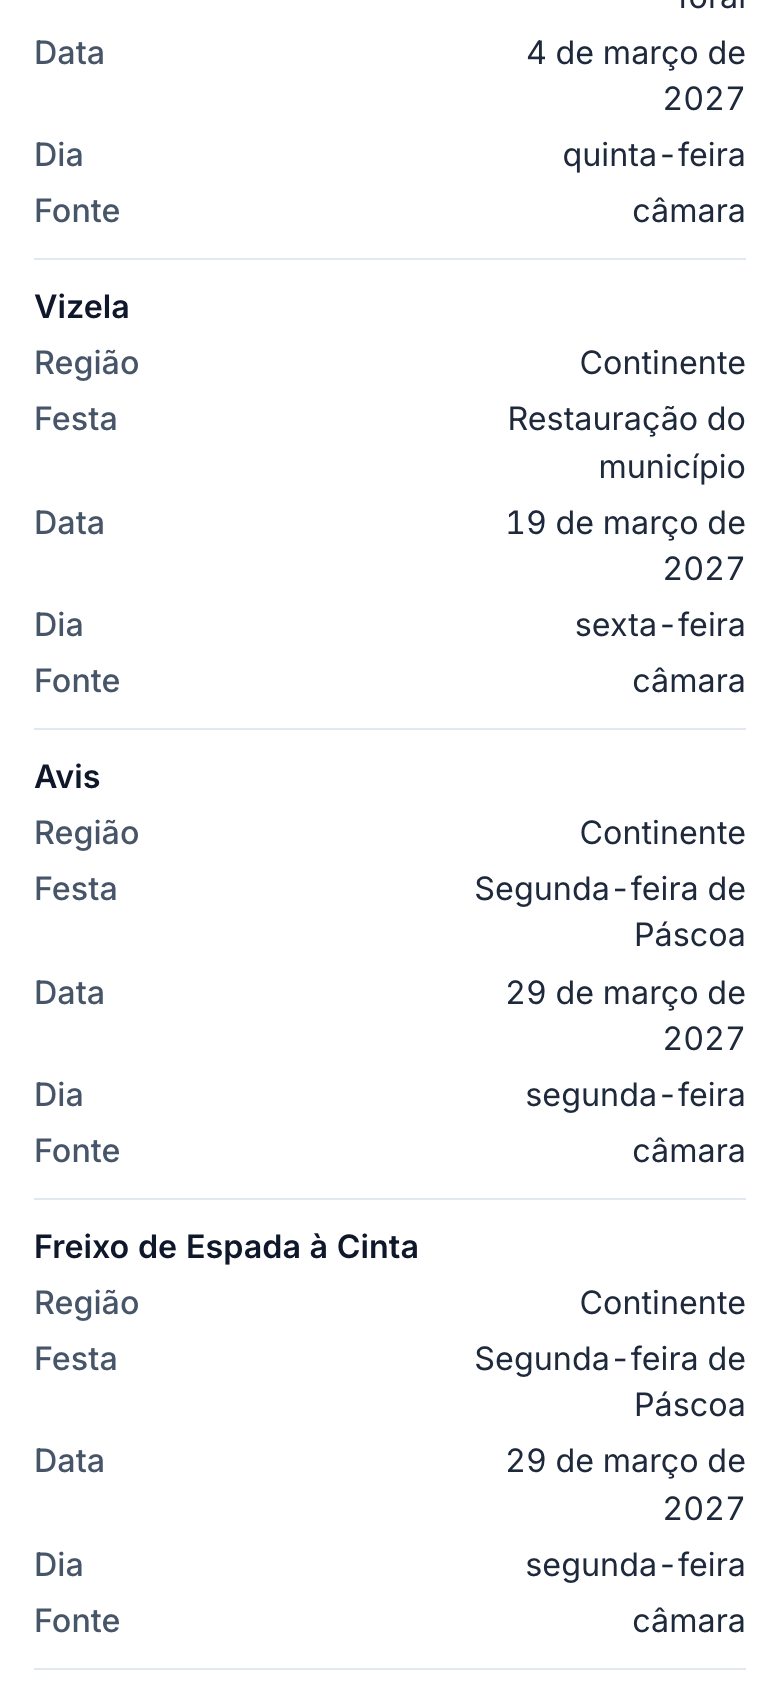 Data
4 de março de
2027
Dia
quinta-feira
Fonte
câmara
Vizela
Região
Continente
Festa
Restauração do
município
Data
19 de março de
2027
Dia
sexta-feira
Fonte
câmara
Avis
Região
Continente
Festa
Segunda-feira de
Páscoa
Data
29 de março de
2027
Dia
segunda-feira
Fonte
câmara
Freixo de Espada à Cinta
Região
Continente
Festa
Segunda-feira de
Páscoa
Data
29 de março de
2027
Dia
segunda-feira
Fonte
câmara